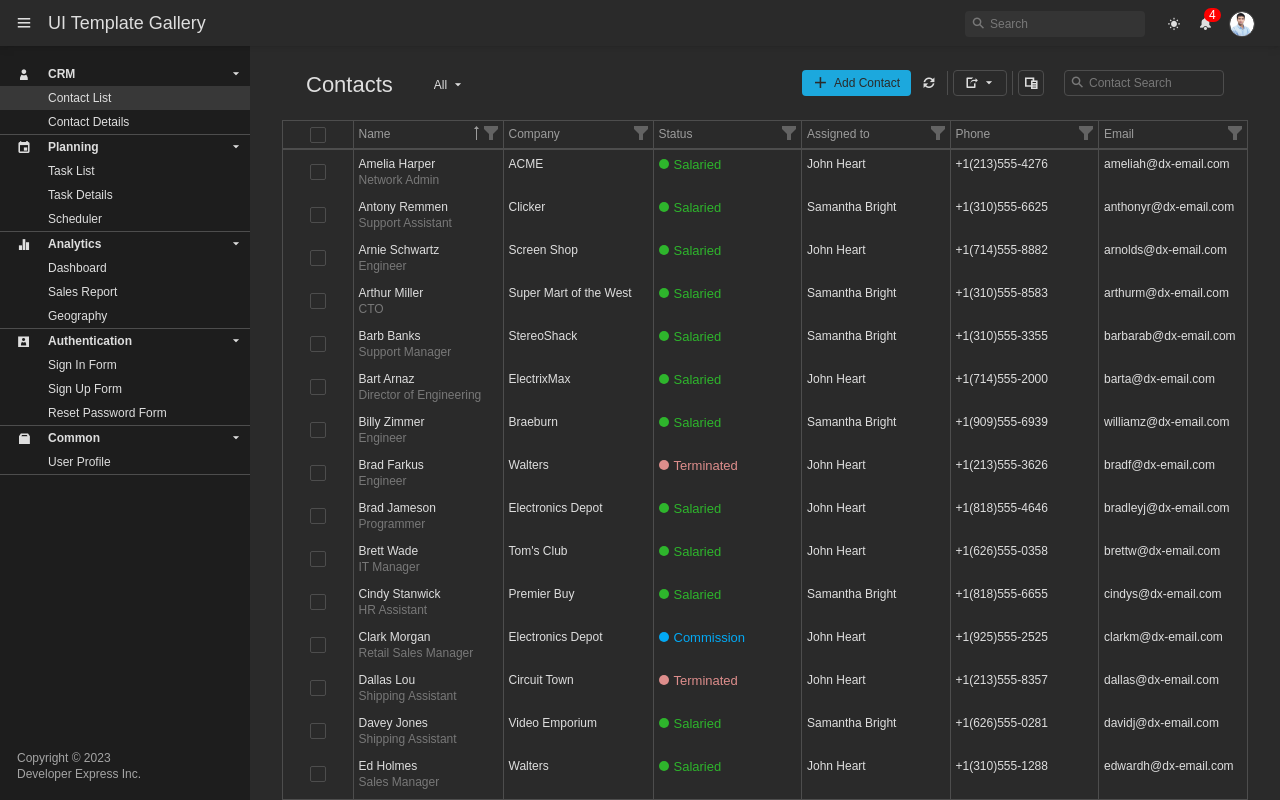 UI Template Gallery
Search
4
CRM
Contact List
Contact Details
Planning
Task List
Task Details
Scheduler
Analytics
Dashboard
Sales Report
Geography
Authentication
Sign In Form
Sign Up Form
Reset Password Form
Common
User Profile
Copyright © 2023
Developer Express Inc.
Contacts All Add Contact Contact Search
Name Company Status Assigned to Phone Email
Amelia Harper ACME Salaried John Heart +1(213)555-4276 ameliah@dx-email.com
Network Admin
Antony Remmen Clicker Salaried Samantha Bright +1(310)555-6625 anthonyr@dx-email.com
Support Assistant
Arnie Schwartz Screen Shop Salaried John Heart +1(714)555-8882 arnolds@dx-email.com
Engineer
Arthur Miller Super Mart of the West Salaried Samantha Bright +1(310)555-8583 arthurm@dx-email.com
CTO
Barb Banks StereoShack Salaried Samantha Bright +1(310)555-3355 barbarab@dx-email.com
Support Manager
Bart Arnaz ElectrixMax Salaried John Heart +1(714)555-2000 barta@dx-email.com
Director of Engineering
Billy Zimmer Braeburn Salaried Samantha Bright +1(909)555-6939 williamz@dx-email.com
Engineer
Brad Farkus Walters Terminated John Heart +1(213)555-3626 bradf@dx-email.com
Engineer
Brad Jameson Electronics Depot Salaried John Heart +1(818)555-4646 bradleyj@dx-email.com
Programmer
Brett Wade Tom's Club Salaried John Heart +1(626)555-0358 brettw@dx-email.com
IT Manager
Cindy Stanwick Premier Buy Salaried Samantha Bright +1(818)555-6655 cindys@dx-email.com
HR Assistant
Clark Morgan Electronics Depot Commission John Heart +1(925)555-2525 clarkm@dx-email.com
Retail Sales Manager
Dallas Lou Circuit Town Terminated John Heart +1(213)555-8357 dallas@dx-email.com
Shipping Assistant
Davey Jones Video Emporium Salaried Samantha Bright +1(626)555-0281 davidj@dx-email.com
Shipping Assistant
Ed Holmes Walters Salaried John Heart +1(310)555-1288 edwardh@dx-email.com
Sales Manager